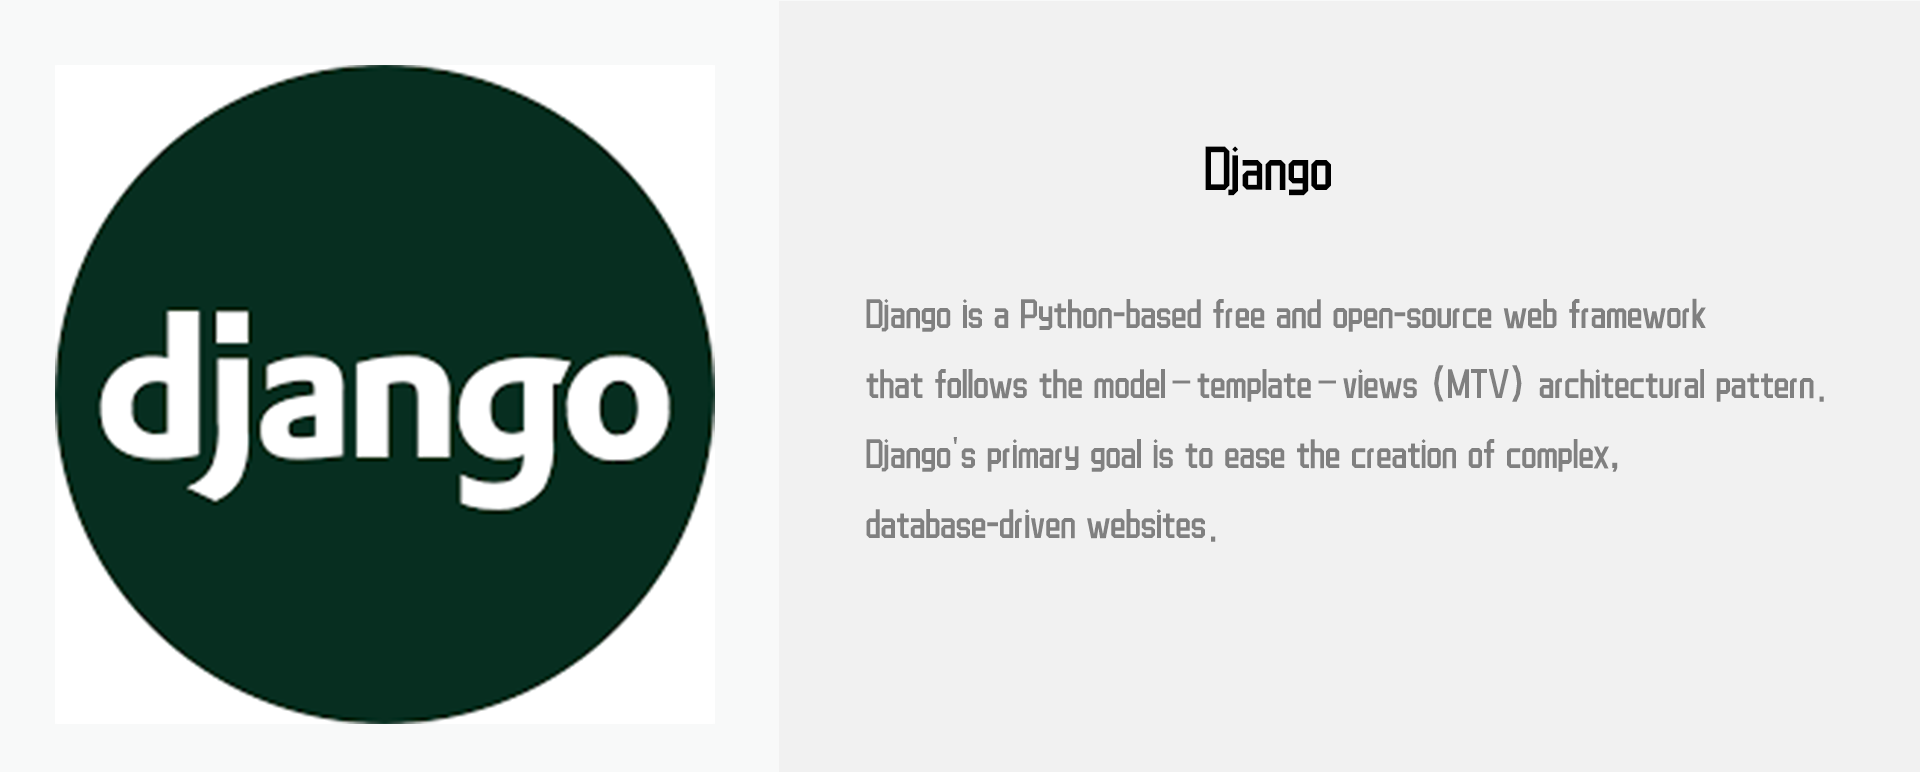 django
Django
Django is a Python-based free and open-source web framework
that follows the model–template–views (MTV) architectural pattern.
Django's primary goal is to ease the creation of complex,
database-driven websites.